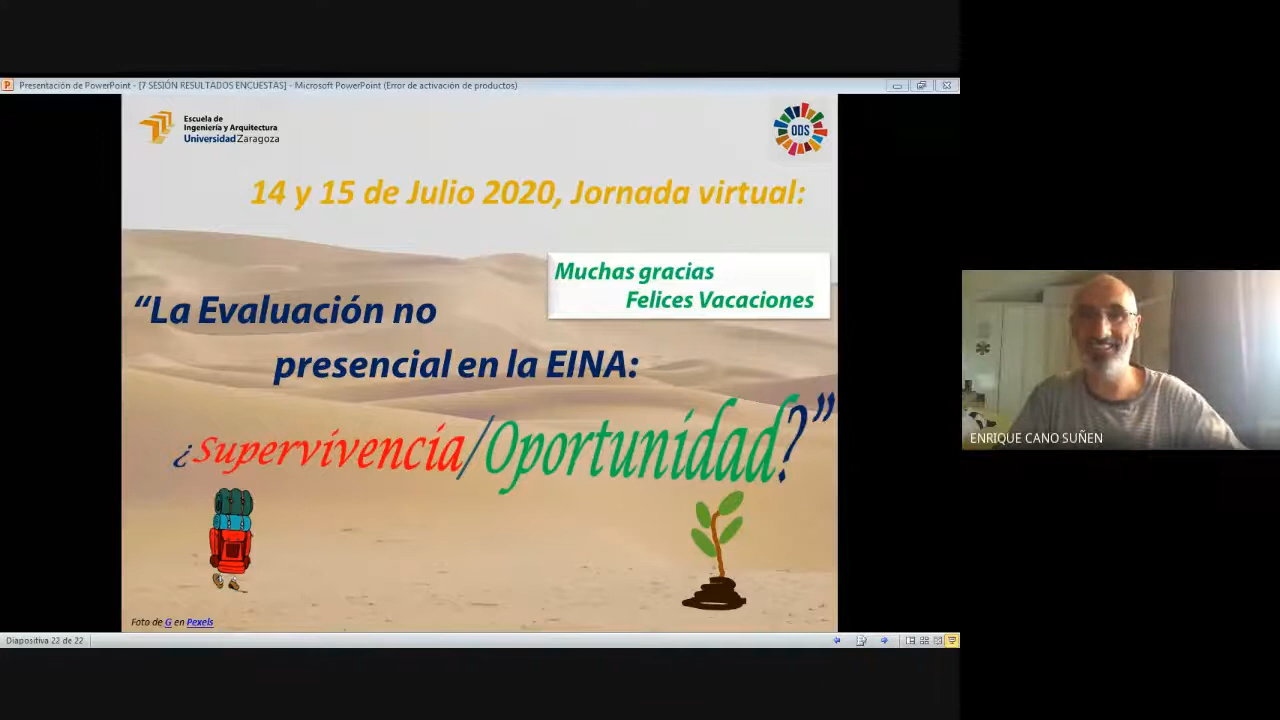 Presentación de PowerPoint - [7 SESIÓN RESULTADOS ENCUESTAS] - Microsoft PowerPoint (Error de activación de productos)
Escuela de
Ingeniería y Arquitectura
Universidad Zaragoza
ODS
14 y 15 de Julio 2020, Jornada virtual:
Muchas gracias
Felices Vacaciones
“La Evaluación no
presencial en la EINA:
¿Supervivencia/Oportunidad?”
ENRIQUE CANO SUÑEN
Foto de G en Pexels
Diapositiva 22 de 22